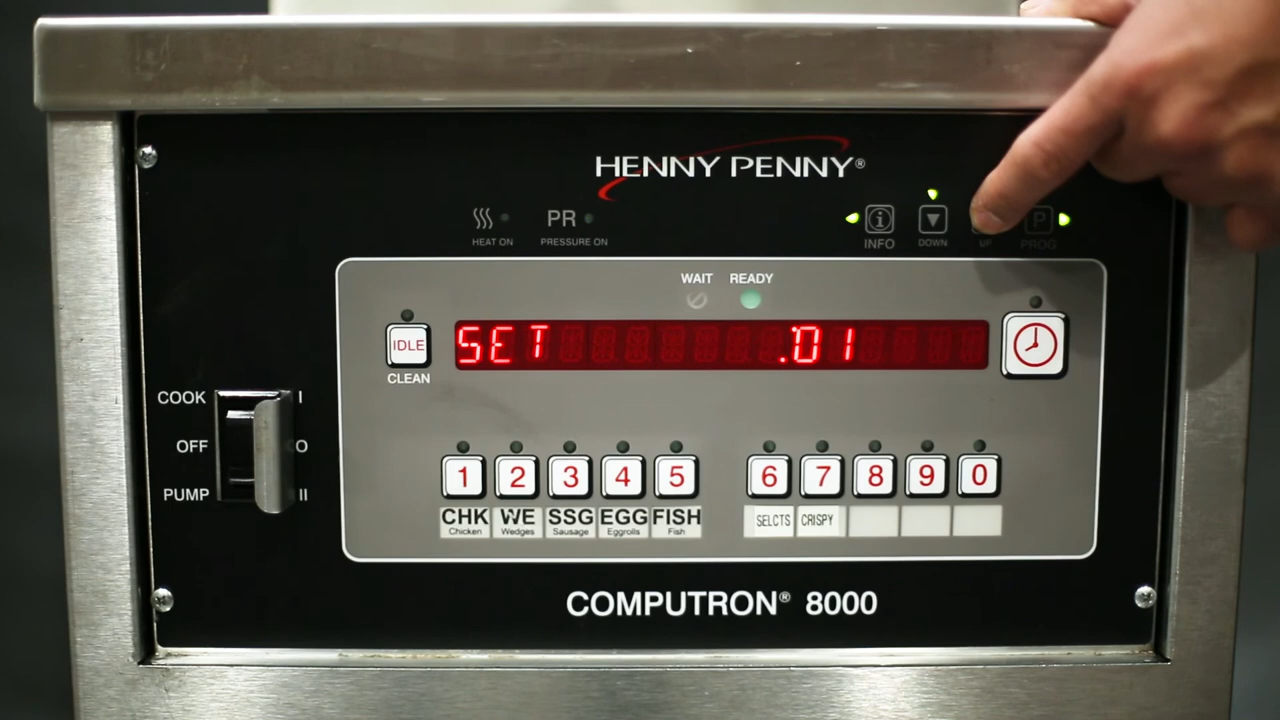 HENNY PENNY®
HEAT ON
PR
PRESSURE ON
INFO
DOWN
UP
P
PROG
WAIT READY
IDLE
CLEAN
SET .01
COOK I
OFF O
PUMP II
1 2 3 4 5 6 7 8 9 0
CHK WE SSG EGG FISH SELCTS CRISPY
Chicken Wedges Sausage Eggrolls Fish
COMPUTRON® 8000